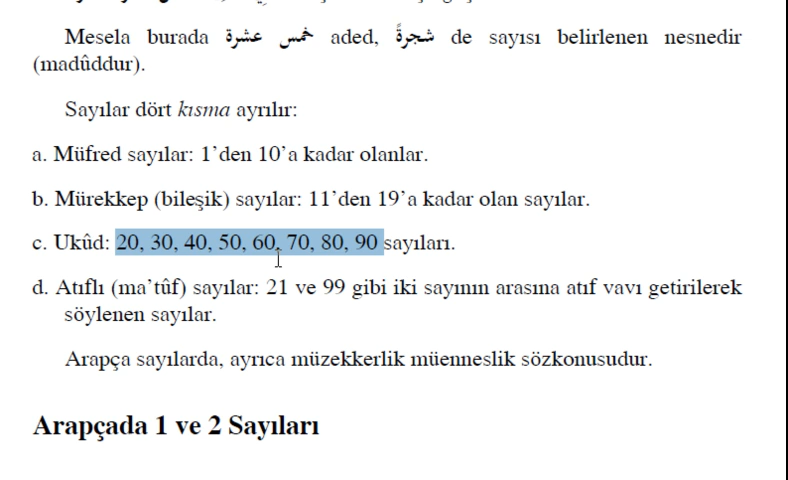 Mesela burada خمس عشرة aded, شجرةً de sayısı belirlenen nesnedir
(madûddur).
Sayılar dört kısma ayrılır:
a. Müfred sayılar: 1’den 10’a kadar olanlar.
b. Mürekkep (bileşik) sayılar: 11’den 19’a kadar olan sayılar.
c. Ukûd: 20, 30, 40, 50, 60, 70, 80, 90 sayıları.
d. Atıflı (ma’tûf) sayılar: 21 ve 99 gibi iki sayının arasına atıf vavı getirilerek
söylenen sayılar.
Arapça sayılarda, ayrıca müzekkerlik müenneslik sözkonusudur.
Arapçada 1 ve 2 Sayıları